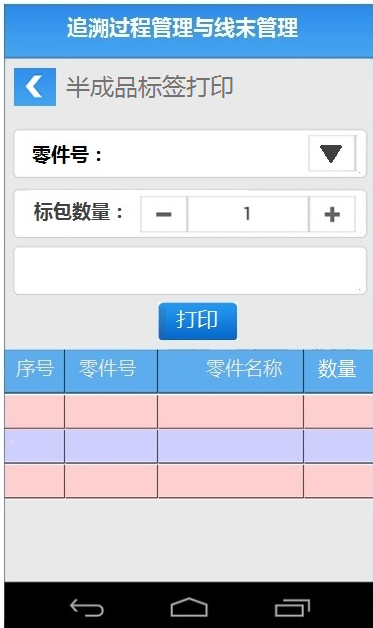 追溯过程管理与线末管理
半成品标签打印
零件号：
标包数量： 1
打印
序号 零件号 零件名称 数量